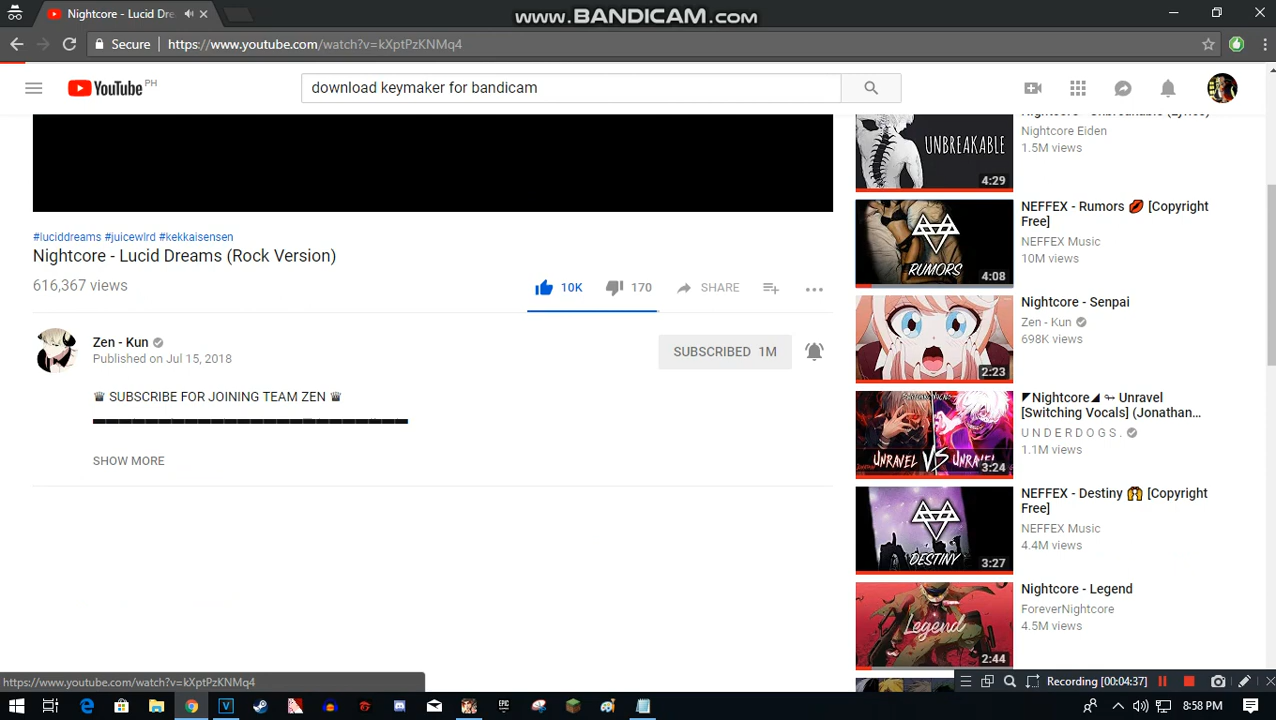 Nightcore - Lucid Dre
www.BANDICAM.com
Secure
https://www.youtube.com/watch?v=kXptPzKNMq4
YouTube PH
download keymaker for bandicam
UNBREAKABLE
4:29
Nightcore Eiden
1.5M views
#luciddreams #juicewlrd #kekkaisensen
Nightcore - Lucid Dreams (Rock Version)
616,367 views
10K
170
SHARE
RUMORS
4:08
NEFFEX - Rumors 💋 [Copyright
Free]
NEFFEX Music
10M views
Zen - Kun
Published on Jul 15, 2018
SUBSCRIBED 1M
2:23
Nightcore - Senpai
Zen - Kun
698K views
♕ SUBSCRIBE FOR JOINING TEAM ZEN ♕
SHOW MORE
UNRAVEL VS UNRAVEL
3:24
◤Nightcore◢ ↬ Unravel
[Switching Vocals] (Jonathan...
U N D E R D O G S .
1.1M views
DESTINY
3:27
NEFFEX - Destiny 🙌 [Copyright
Free]
NEFFEX Music
4.4M views
Legend
2:44
Nightcore - Legend
ForeverNightcore
4.5M views
https://www.youtube.com/watch?v=kXptPzKNMq4
Recording [00:04:37]
8:58 PM